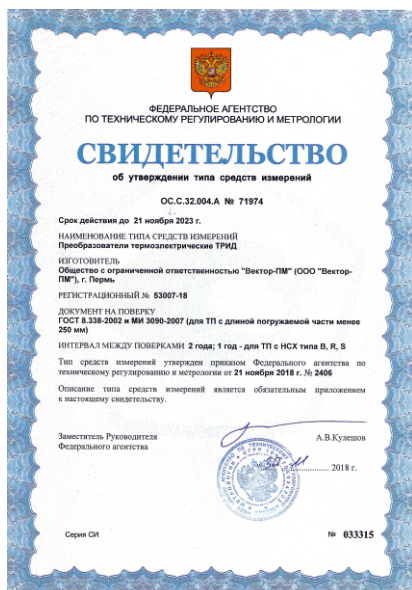 ФЕДЕРАЛЬНОЕ АГЕНТСТВО
ПО ТЕХНИЧЕСКОМУ РЕГУЛИРОВАНИЮ И МЕТРОЛОГИИ
СВИДЕТЕЛЬСТВО
об утверждении типа средств измерений
ОС.С.32.004.А № 71974
Срок действия до 21 ноября 2023 г.
НАИМЕНОВАНИЕ ТИПА СРЕДСТВ ИЗМЕРЕНИЙ
Преобразователи термоэлектрические ТРИД
ИЗГОТОВИТЕЛЬ
Общество с ограниченной ответственностью "Вектор-ПМ" (ООО "Вектор-
ПМ"), г. Пермь
РЕГИСТРАЦИОННЫЙ № 53007-18
ДОКУМЕНТ НА ПОВЕРКУ
ГОСТ 8.338-2002 и МИ 3090-2007 (для ТП с длиной погружаемой части менее
250 мм)
ИНТЕРВАЛ МЕЖДУ ПОВЕРКАМИ 2 года; 1 год - для ТП с НСХ типа B, R, S
Тип средств измерений утвержден приказом Федерального агентства по
техническому регулированию и метрологии от 21 ноября 2018 г. № 2406
Описание типа средств измерений является обязательным приложением
к настоящему свидетельству.
Заместитель Руководителя
Федерального агентства
А.В.Кулешов
2018 г.
Серия СИ
№ 033315